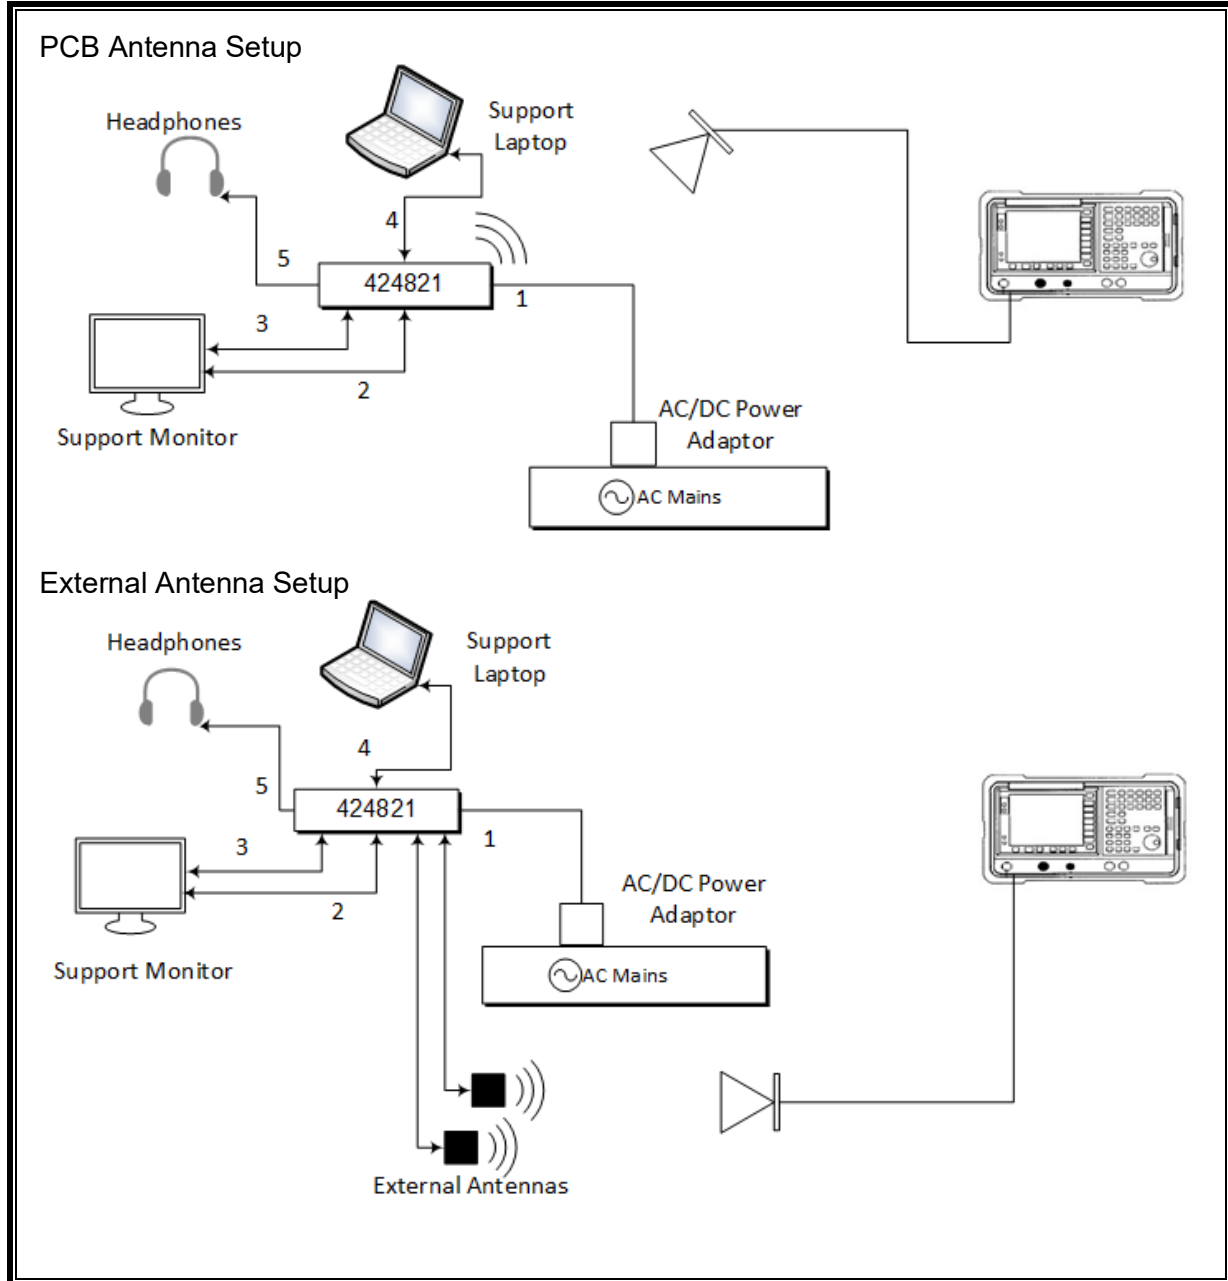 PCB Antenna Setup
Headphones
Support
Laptop
4
5
424821
1
3
2
Support Monitor
AC/DC Power
Adaptor
AC Mains
External Antenna Setup
Headphones
Support
Laptop
4
5
424821
1
3
2
Support Monitor
AC/DC Power
Adaptor
AC Mains
External Antennas